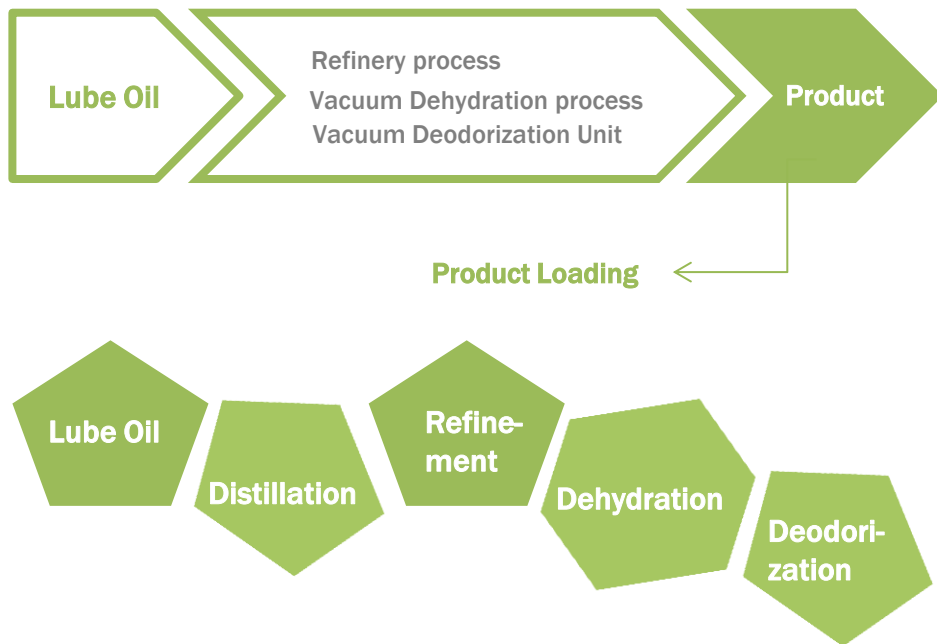 Lube Oil
Refinery process
Vacuum Dehydration process
Vacuum Deodorization Unit
Product
Product Loading
Lube Oil
Distillation
Refine-
ment
Dehydration
Deodori-
zation